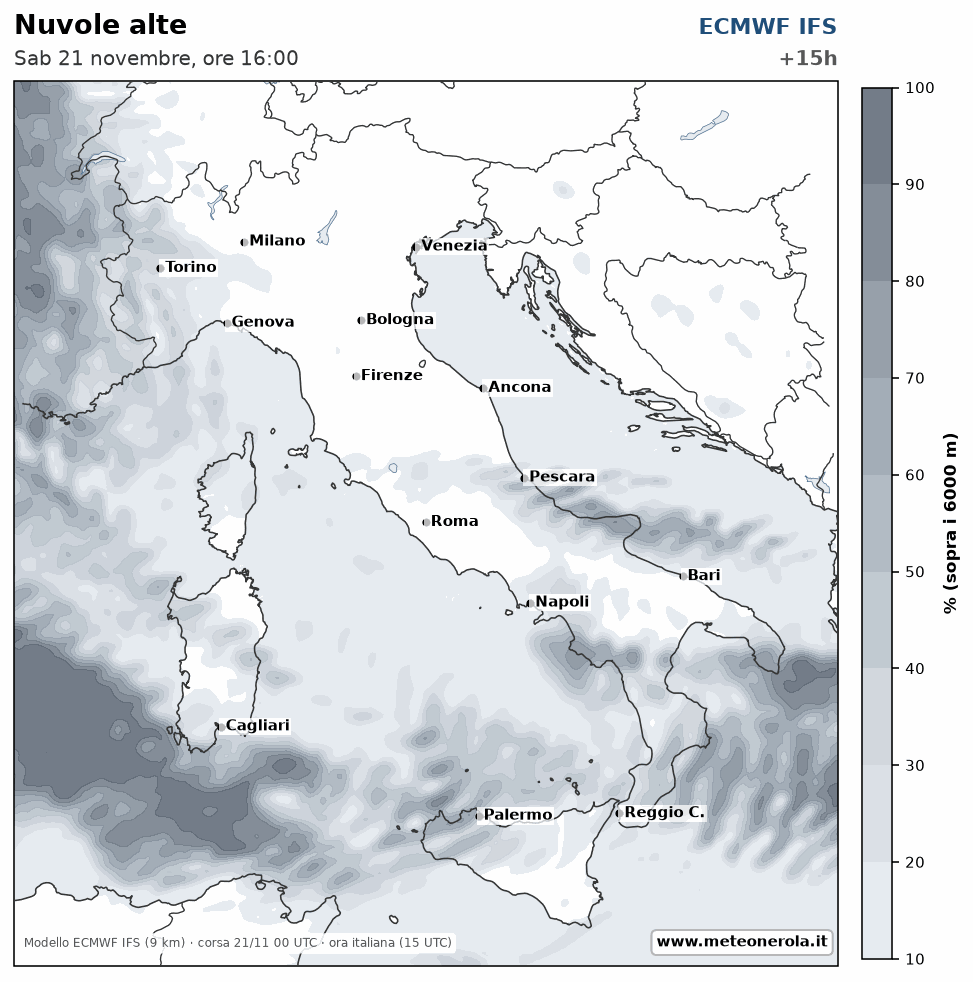 Nuvole alte
ECMWF IFS
Sab 21 novembre, ore 16:00
+15h
100
90
80
70
60
50
40
30
20
10
% (sopra i 6000 m)
Milano
Venezia
Torino
Genova
Bologna
Firenze
Ancona
Pescara
Roma
Bari
Napoli
Cagliari
Palermo
Reggio C.
Modello ECMWF IFS (9 km) · corsa 21/11 00 UTC · ora italiana (15 UTC)
www.meteonerola.it